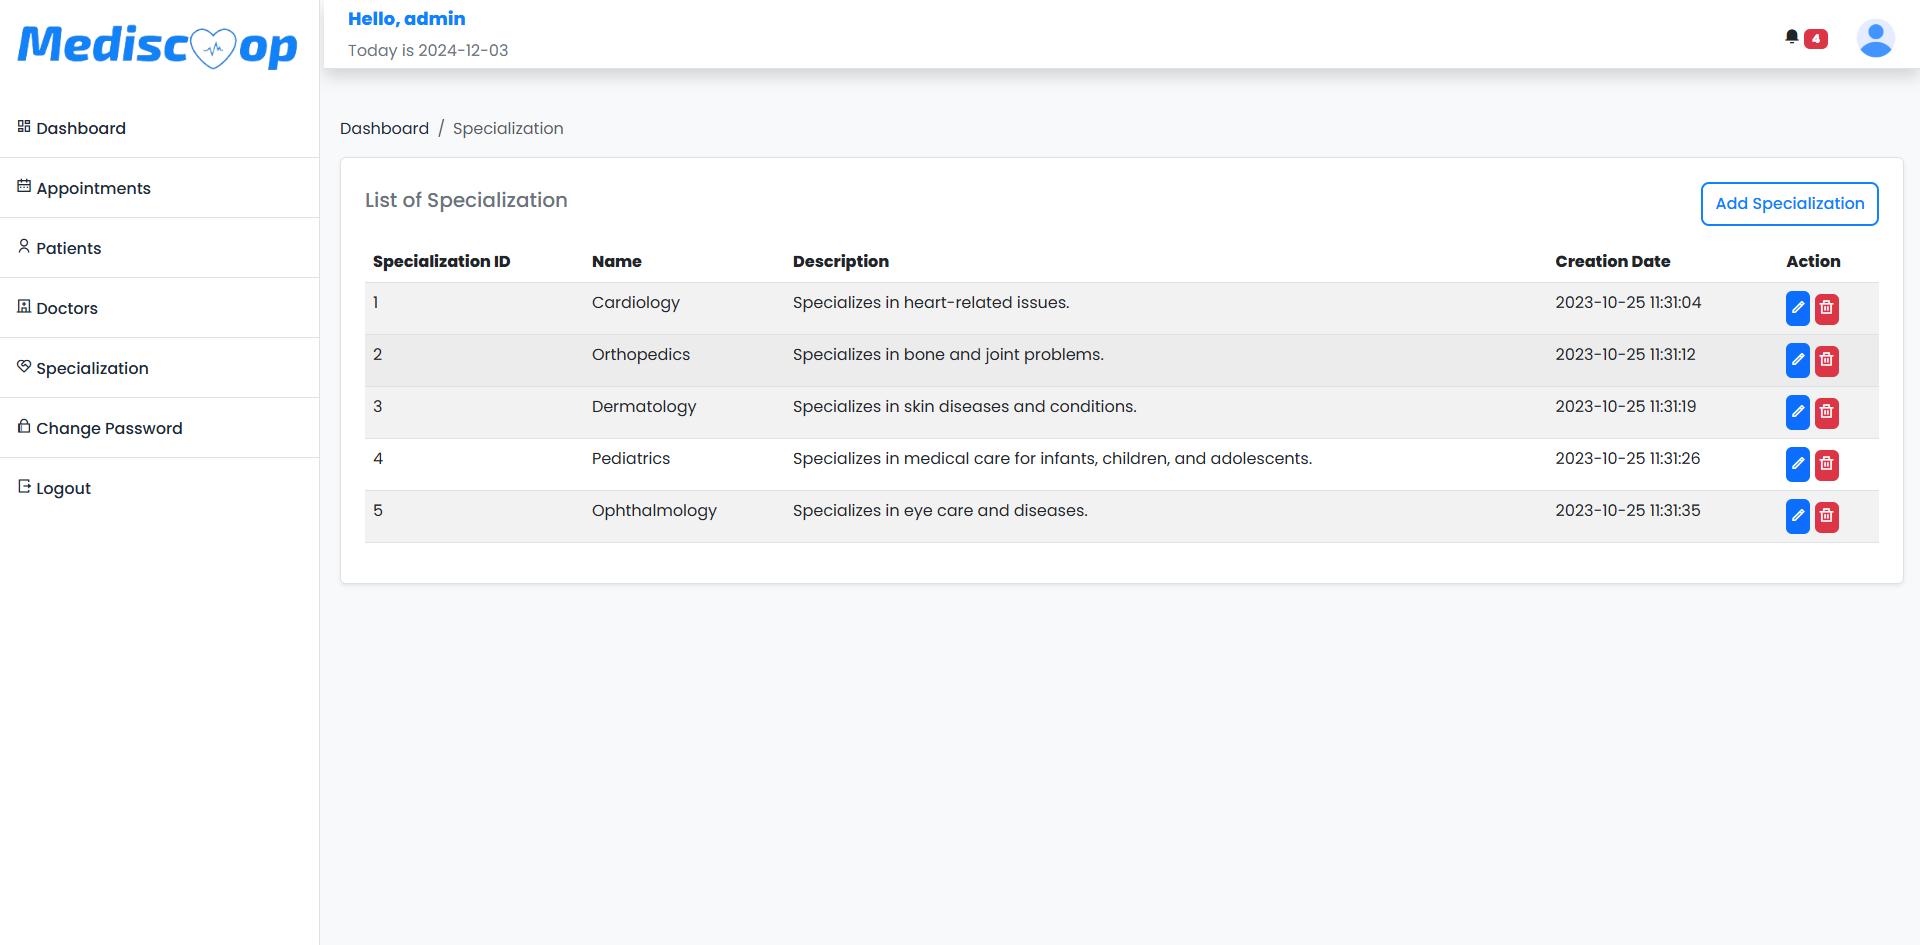 Mediscoop
Hello, admin
Today is 2024-12-03
4
Dashboard
Appointments
Patients
Doctors
Specialization
Change Password
Logout
Dashboard / Specialization
List of Specialization
Add Specialization
Specialization ID Name Description Creation Date Action
1 Cardiology Specializes in heart-related issues. 2023-10-25 11:31:04
2 Orthopedics Specializes in bone and joint problems. 2023-10-25 11:31:12
3 Dermatology Specializes in skin diseases and conditions. 2023-10-25 11:31:19
4 Pediatrics Specializes in medical care for infants, children, and adolescents. 2023-10-25 11:31:26
5 Ophthalmology Specializes in eye care and diseases. 2023-10-25 11:31:35